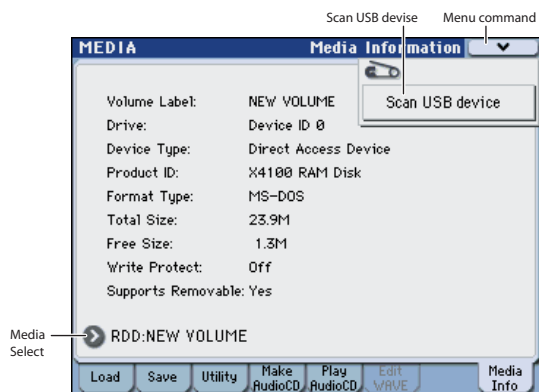 Scan USB devise Menu command
MEDIA Media Information
Scan USB device
Volume Label: NEW VOLUME
Drive: Device ID 0
Device Type: Direct Access Device
Product ID: X4100 RAM Disk
Format Type: MS-DOS
Total Size: 23.9M
Free Size: 1.3M
Write Protect: Off
Supports Removable: Yes
Media Select
RDD:NEW VOLUME
Load Save Utility Make AudioCD Play AudioCD Edit WAVE Media Info